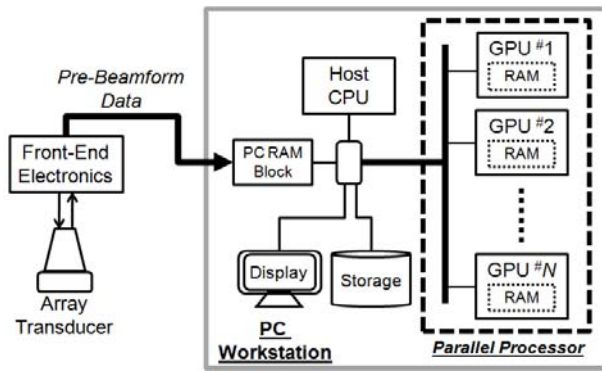 Pre-Beamform
Data
Front-End
Electronics
Array
Transducer
Host
CPU
PC RAM
Block
Display
Storage
PC
Workstation
GPU #1
RAM
GPU #2
RAM
GPU #N
RAM
Parallel Processor